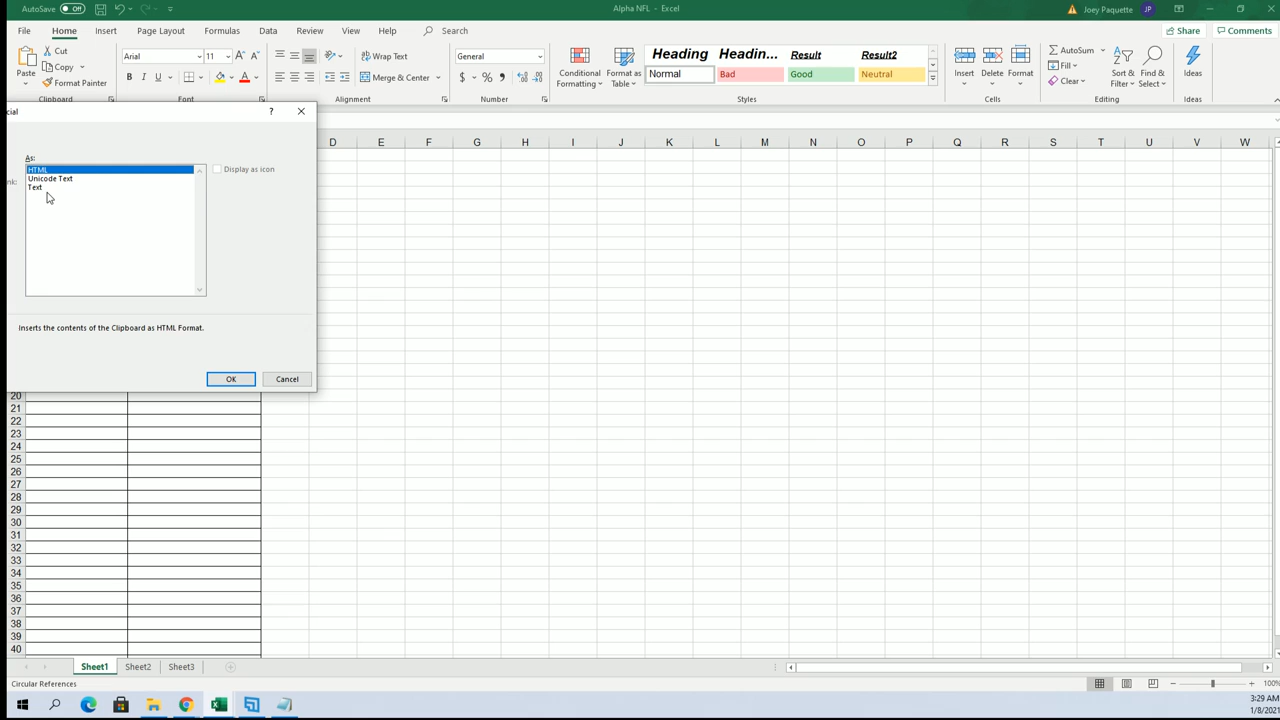 AutoSave Off
Alpha NFL - Excel
Joey Paquette JP
File Home Insert Page Layout Formulas Data Review View Help Search
Share Comments
Paste
Cut
Copy
Format Painter
Clipboard
Arial 11
B I U
Font
Wrap Text
Merge & Center
Alignment
General
$ % ,
Number
Conditional Formatting
Format as Table
Heading Headin... Result Result2
Normal Bad Good Neutral
Styles
Insert Delete Format
Cells
AutoSum
Fill
Clear
Sort & Filter
Find & Select
Editing
Ideas
Ideas
cial ?
As:
HTML
Unicode Text
Text
nk:
Display as icon
Inserts the contents of the Clipboard as HTML Format.
OK Cancel
D E F G H I J K L M N O P Q R S T U V W
20
21
22
23
24
25
26
27
28
29
30
31
32
33
34
35
36
37
38
39
40
Sheet1 Sheet2 Sheet3
Circular References
100%
3:29 AM
1/8/2021